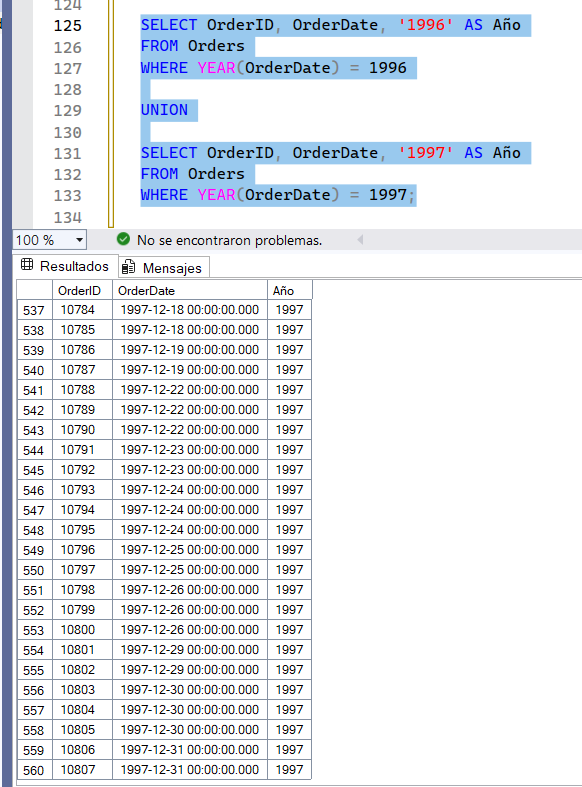 124
125 SELECT OrderID, OrderDate, '1996' AS Año
126 FROM Orders
127 WHERE YEAR(OrderDate) = 1996
128
129 UNION
130
131 SELECT OrderID, OrderDate, '1997' AS Año
132 FROM Orders
133 WHERE YEAR(OrderDate) = 1997;
134
100 % No se encontraron problemas.
Resultados Mensajes
OrderID OrderDate Año
537 10784 1997-12-18 00:00:00.000 1997
538 10785 1997-12-18 00:00:00.000 1997
539 10786 1997-12-19 00:00:00.000 1997
540 10787 1997-12-19 00:00:00.000 1997
541 10788 1997-12-22 00:00:00.000 1997
542 10789 1997-12-22 00:00:00.000 1997
543 10790 1997-12-22 00:00:00.000 1997
544 10791 1997-12-23 00:00:00.000 1997
545 10792 1997-12-23 00:00:00.000 1997
546 10793 1997-12-24 00:00:00.000 1997
547 10794 1997-12-24 00:00:00.000 1997
548 10795 1997-12-24 00:00:00.000 1997
549 10796 1997-12-25 00:00:00.000 1997
550 10797 1997-12-25 00:00:00.000 1997
551 10798 1997-12-26 00:00:00.000 1997
552 10799 1997-12-26 00:00:00.000 1997
553 10800 1997-12-26 00:00:00.000 1997
554 10801 1997-12-29 00:00:00.000 1997
555 10802 1997-12-29 00:00:00.000 1997
556 10803 1997-12-30 00:00:00.000 1997
557 10804 1997-12-30 00:00:00.000 1997
558 10805 1997-12-30 00:00:00.000 1997
559 10806 1997-12-31 00:00:00.000 1997
560 10807 1997-12-31 00:00:00.000 1997